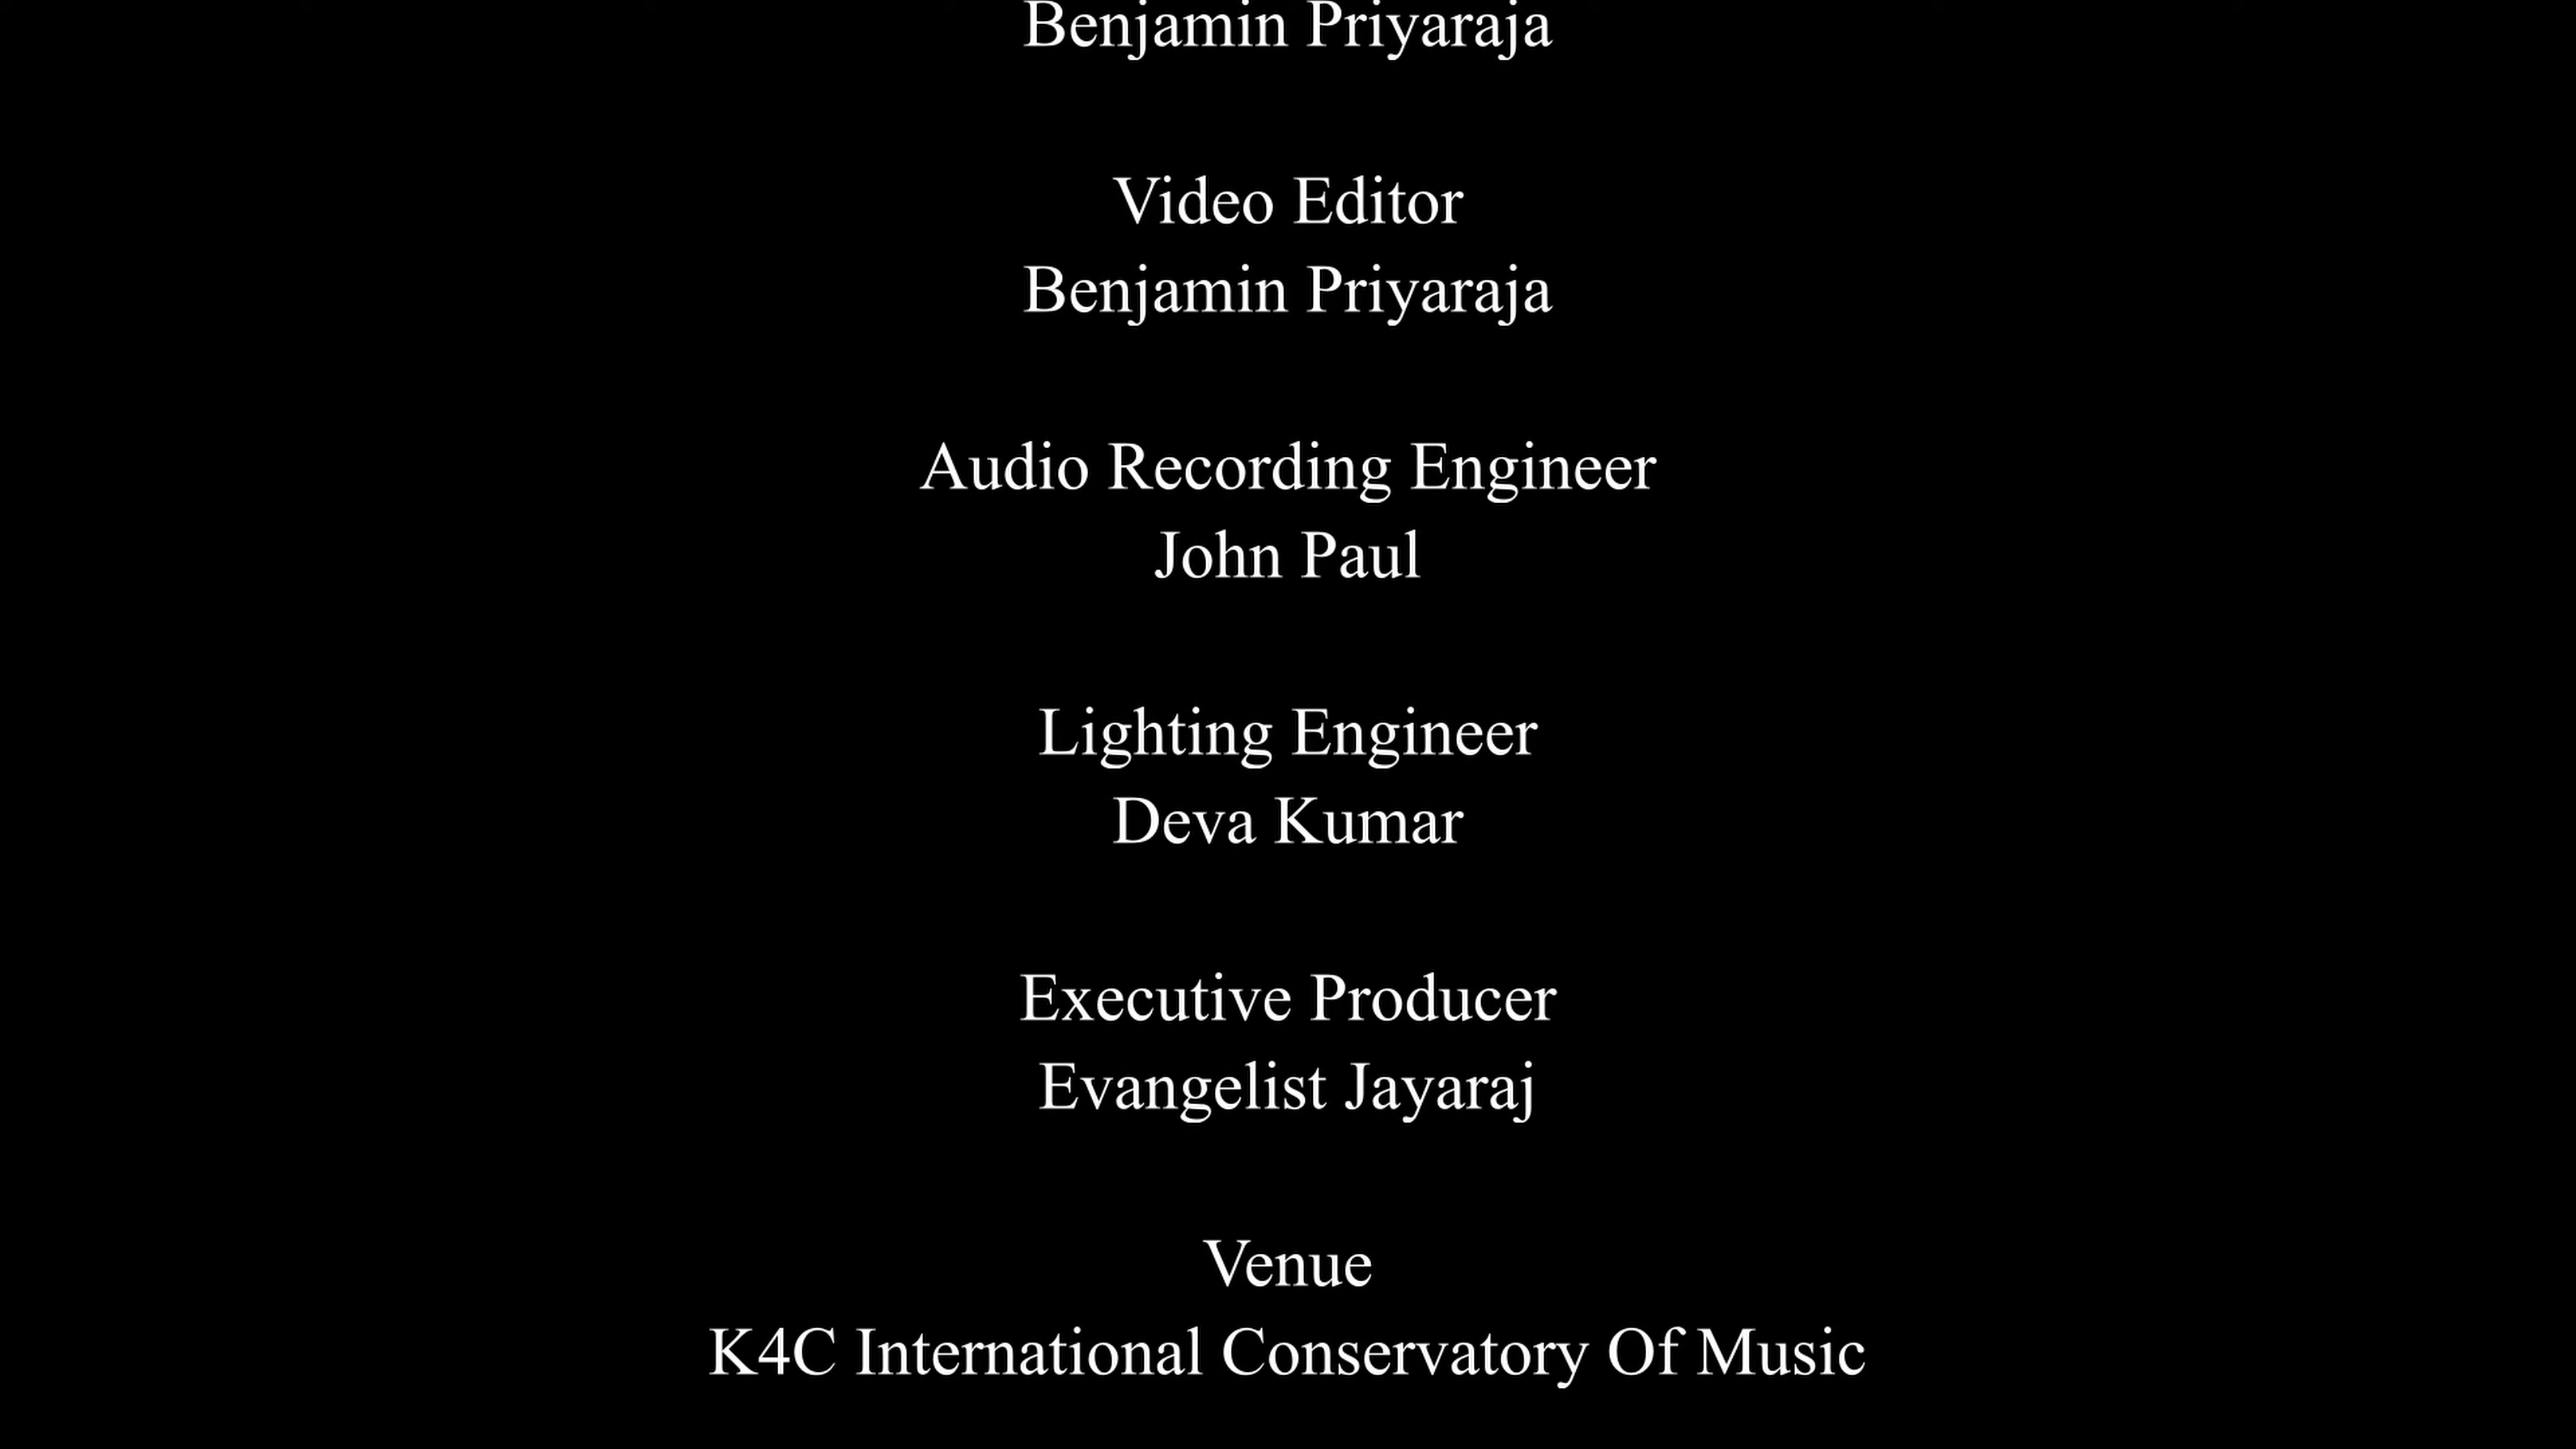 Benjamin Priyaraja
Video Editor
Benjamin Priyaraja
Audio Recording Engineer
John Paul
Lighting Engineer
Deva Kumar
Executive Producer
Evangelist Jayaraj
Venue
K4C International Conservatory Of Music